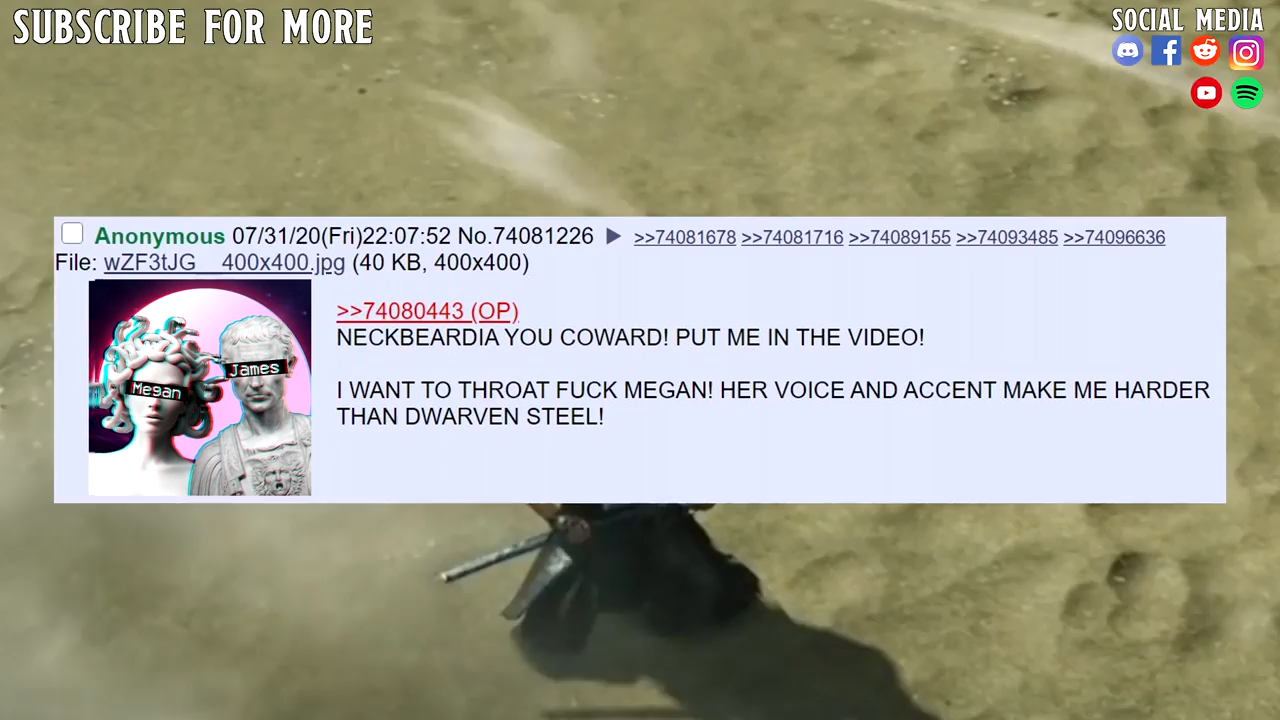 SUBSCRIBE FOR MORE
SOCIAL MEDIA
Anonymous 07/31/20(Fri)22:07:52 No.74081226 ▶ >>74081678 >>74081716 >>74089155 >>74093485 >>74096636
File: wZF3tJG__400x400.jpg (40 KB, 400x400)
Megan
James
>>74080443 (OP)
NECKBEARDIA YOU COWARD! PUT ME IN THE VIDEO!
I WANT TO THROAT FUCK MEGAN! HER VOICE AND ACCENT MAKE ME HARDER
THAN DWARVEN STEEL!